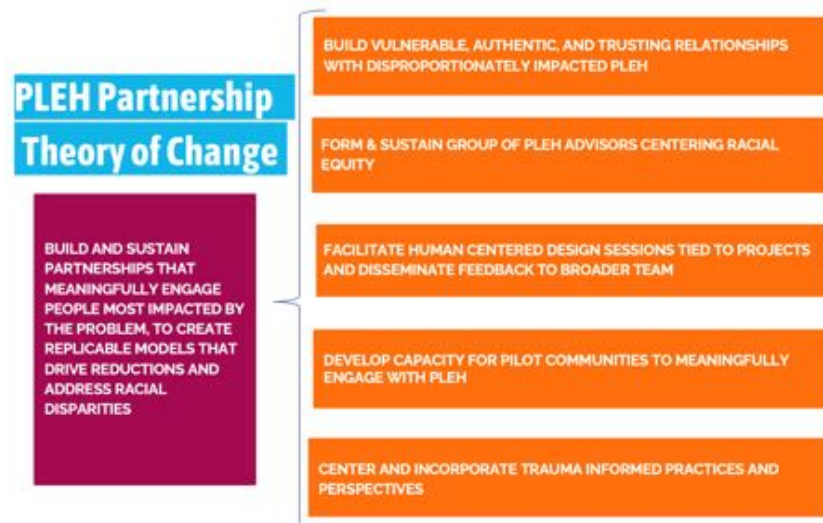 PLEH Partnership
Theory of Change
BUILD AND SUSTAIN
PARTNERSHIPS THAT
MEANINGFULLY ENGAGE
PEOPLE MOST IMPACTED BY
THE PROBLEM, TO CREATE
REPLICABLE MODELS THAT
DRIVE REDUCTIONS AND
ADDRESS RACIAL
DISPARITIES
BUILD VULNERABLE, AUTHENTIC, AND TRUSTING RELATIONSHIPS
WITH DISPROPORTIONATELY IMPACTED PLEH
FORM & SUSTAIN GROUP OF PLEH ADVISORS CENTERING RACIAL
EQUITY
FACILITATE HUMAN CENTERED DESIGN SESSIONS TIED TO PROJECTS
AND DISSEMINATE FEEDBACK TO BROADER TEAM
DEVELOP CAPACITY FOR PILOT COMMUNITIES TO MEANINGFULLY
ENGAGE WITH PLEH
CENTER AND INCORPORATE TRAUMA INFORMED PRACTICES AND
PERSPECTIVES